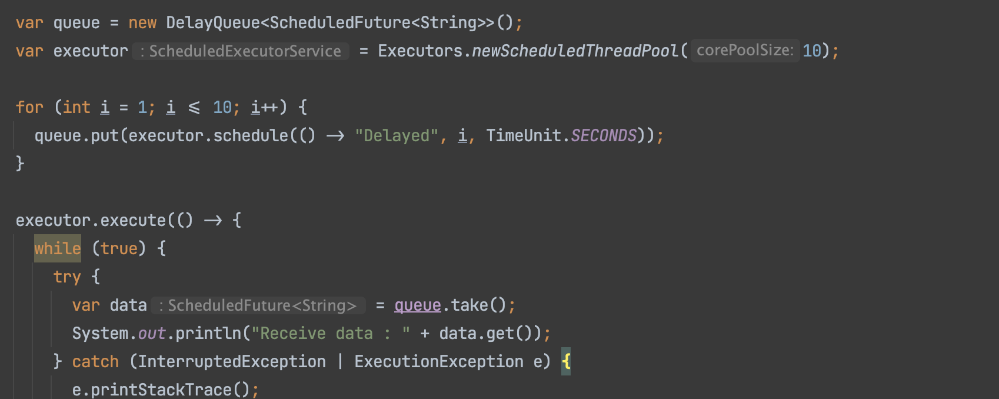 var queue = new DelayQueue<ScheduledFuture<String>>();
var executor : ScheduledExecutorService = Executors.newScheduledThreadPool( corePoolSize: 10);
for (int i = 1; i <= 10; i++) {
queue.put(executor.schedule(() -> "Delayed", i, TimeUnit.SECONDS));
}
executor.execute(() -> {
while (true) {
try {
var data : ScheduledFuture<String> = queue.take();
System.out.println("Receive data : " + data.get());
} catch (InterruptedException | ExecutionException e) {
e.printStackTrace();